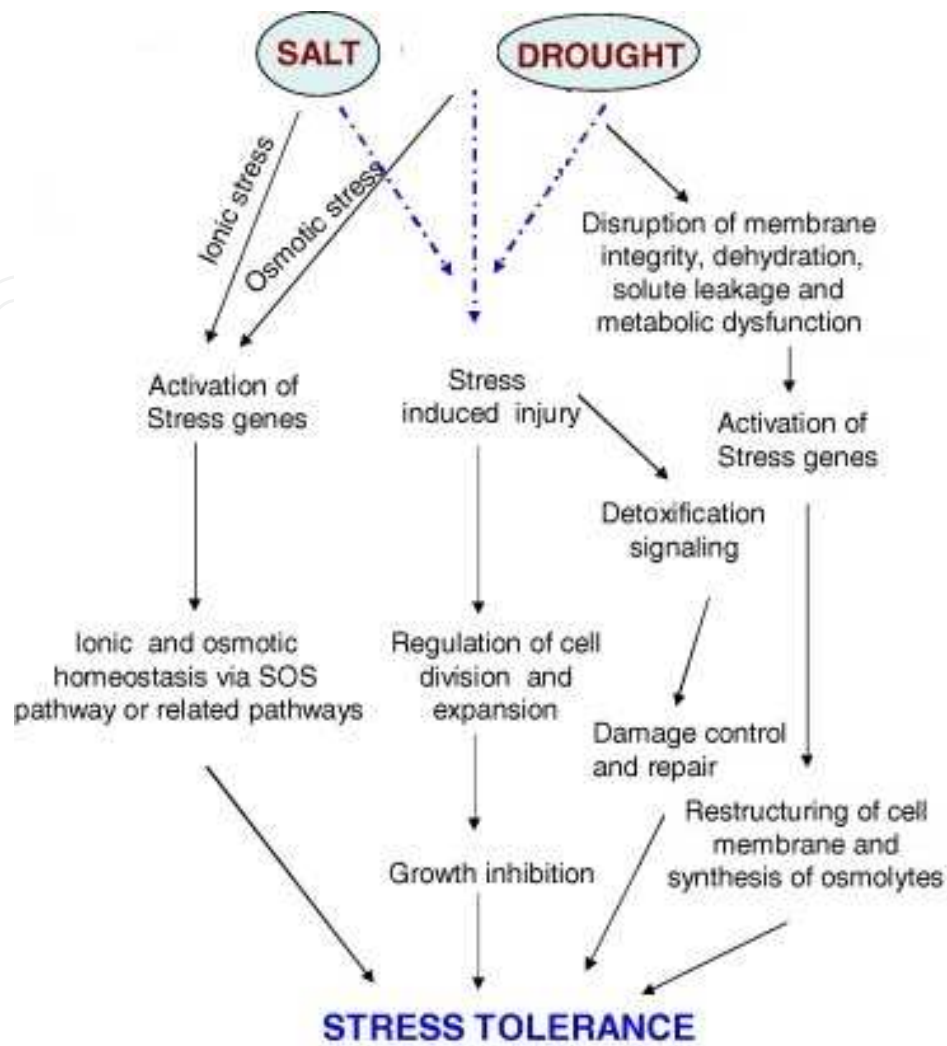 SALT
DROUGHT
Ionic stress
Osmotic stress
Disruption of membrane
integrity, dehydration,
solute leakage and
metabolic dysfunction
Activation of
Stress genes
Stress
induced injury
Activation of
Stress genes
Detoxification
signaling
Ionic and osmotic
homeostasis via SOS
pathway or related pathways
Regulation of cell
division and
expansion
Damage control
and repair
Restructuring of cell
membrane and
synthesis of osmolytes
Growth inhibition
STRESS TOLERANCE